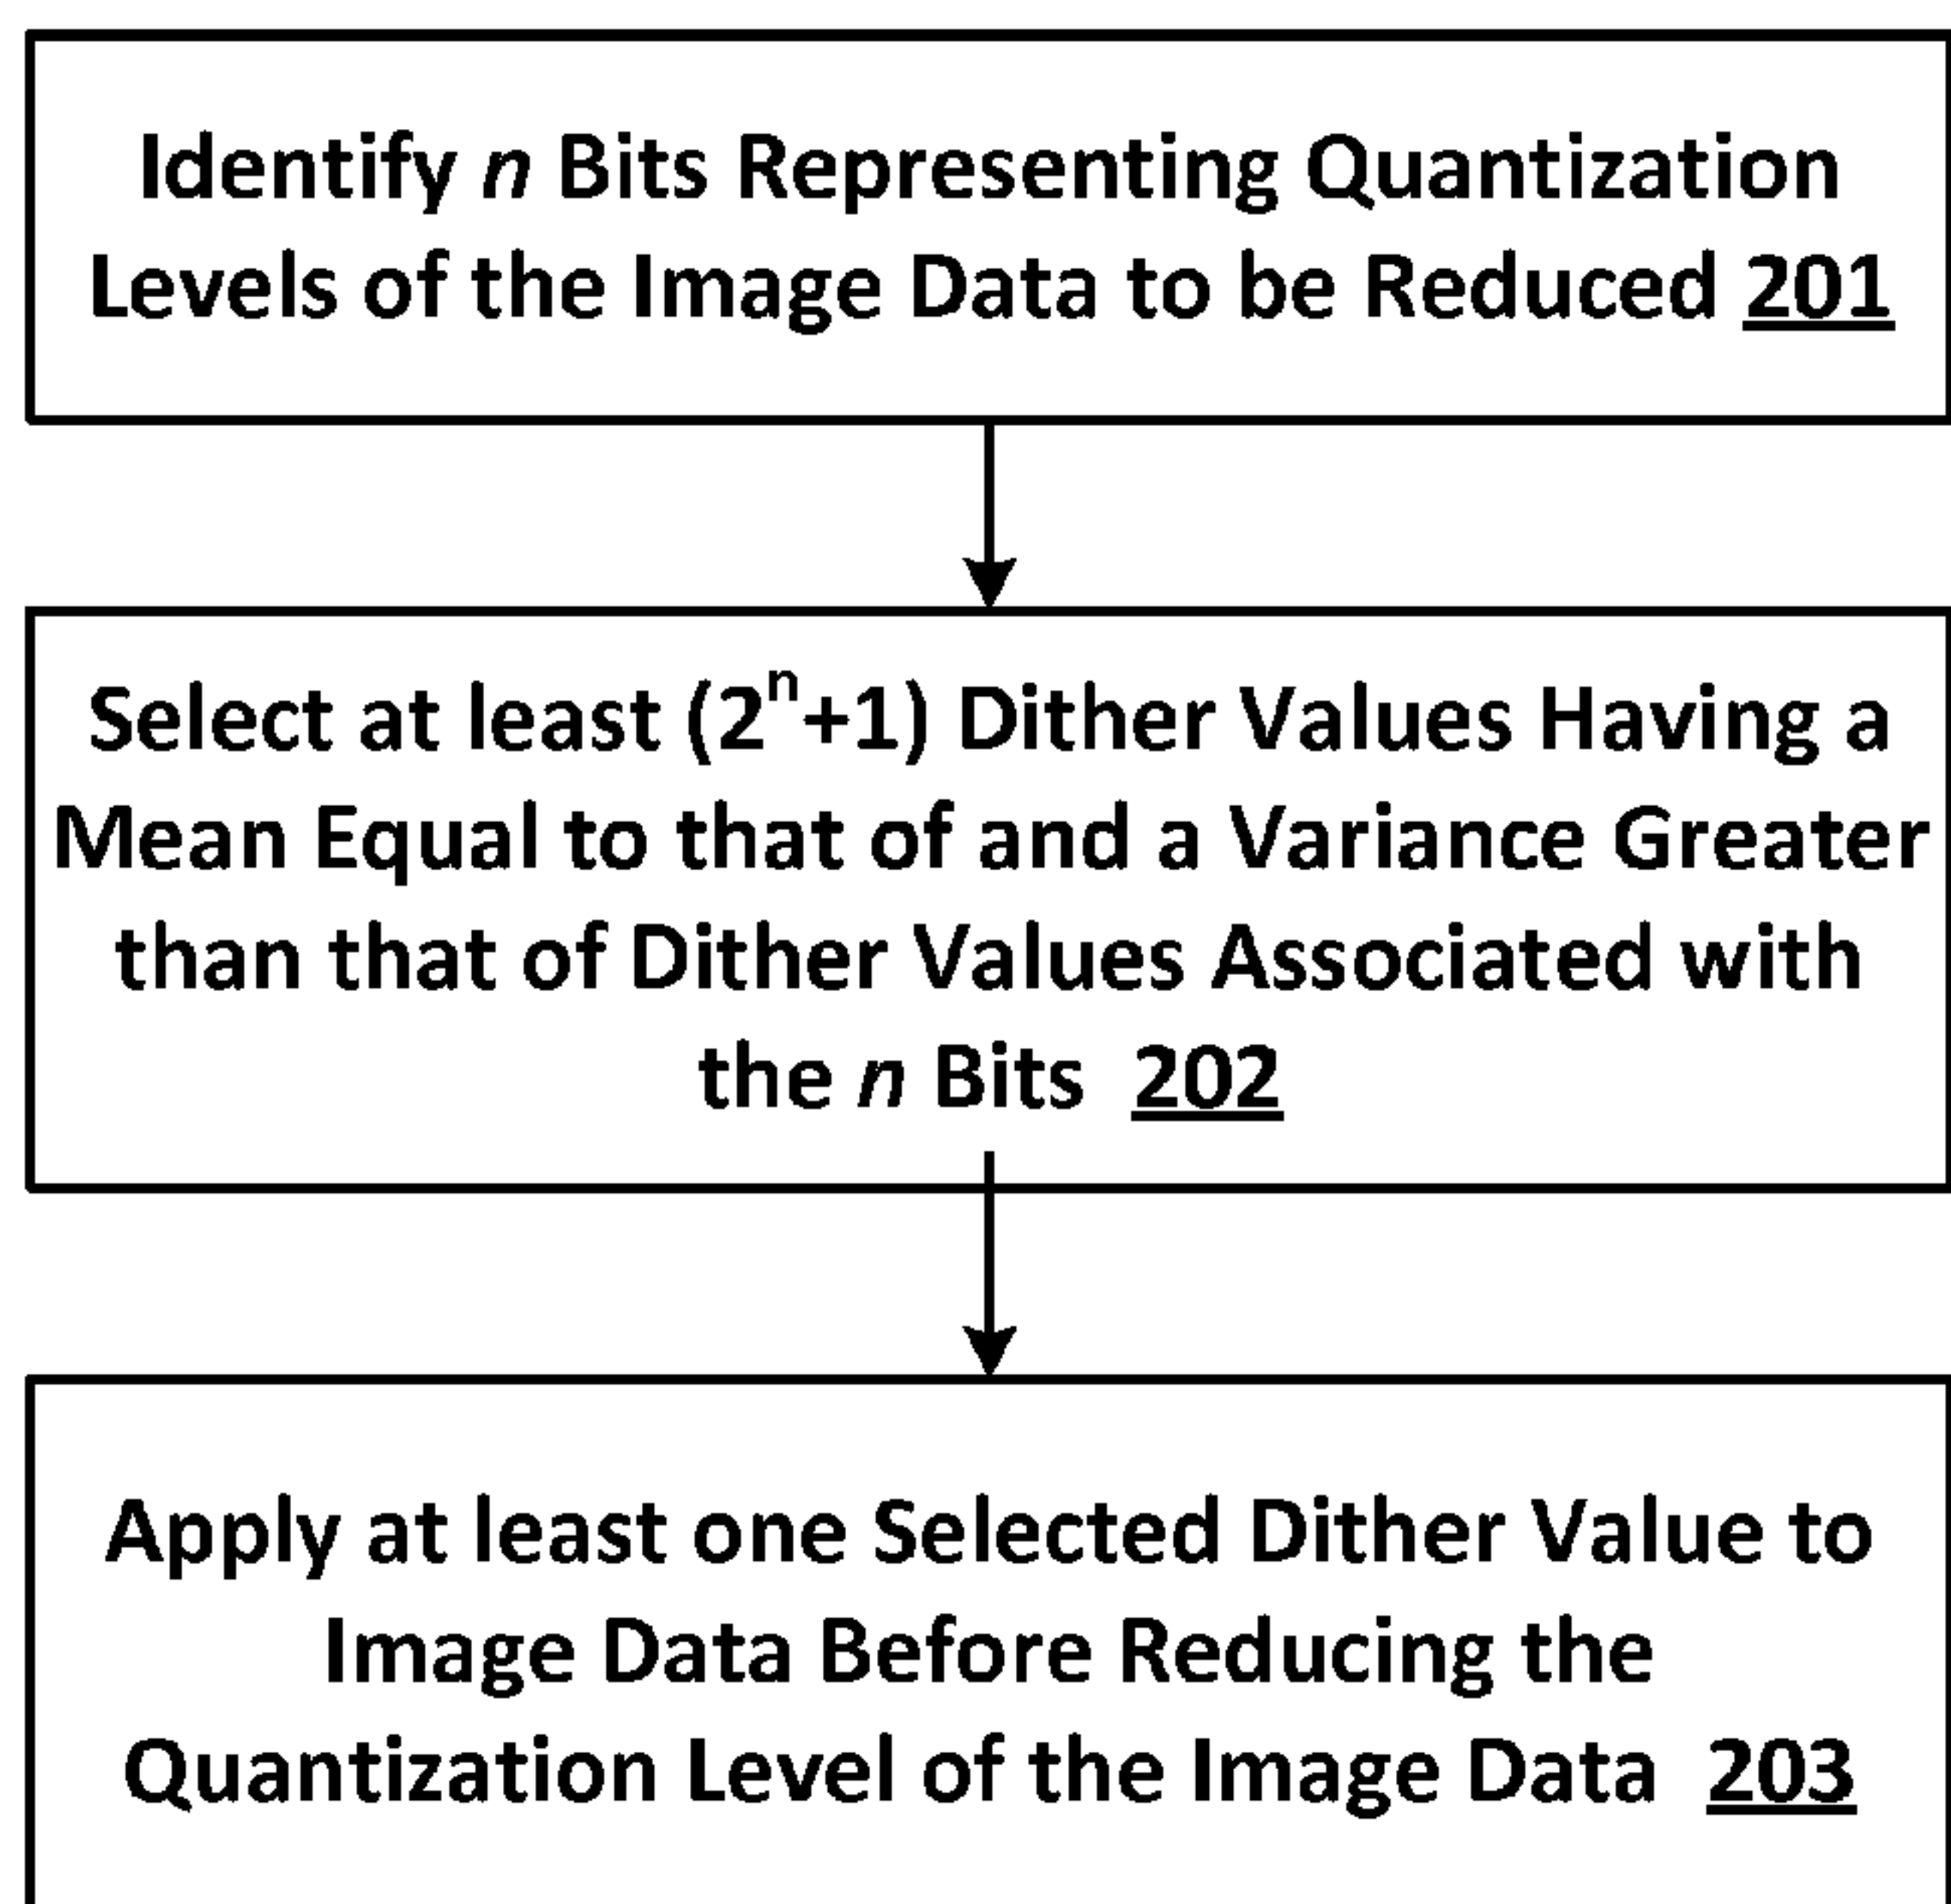 Identify n Bits Representing Quantization
Levels of the Image Data to be Reduced 201
Select at least (2ⁿ+1) Dither Values Having a
Mean Equal to that of and a Variance Greater
than that of Dither Values Associated with
the n Bits 202
Apply at least one Selected Dither Value to
Image Data Before Reducing the
Quantization Level of the Image Data 203